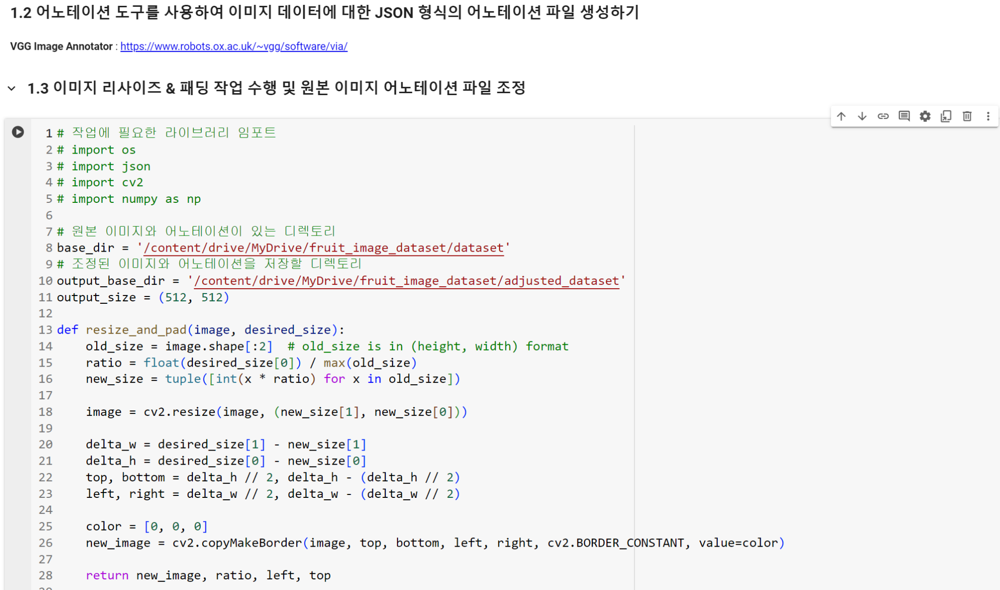 1.2 어노테이션 도구를 사용하여 이미지 데이터에 대한 JSON 형식의 어노테이션 파일 생성하기
VGG Image Annotator : https://www.robots.ox.ac.uk/~vgg/software/via/
1.3 이미지 리사이즈 & 패딩 작업 수행 및 원본 이미지 어노테이션 파일 조정
1 # 작업에 필요한 라이브러리 임포트
2 # import os
3 # import json
4 # import cv2
5 # import numpy as np
6
7 # 원본 이미지와 어노테이션이 있는 디렉토리
8 base_dir = '/content/drive/MyDrive/fruit_image_dataset/dataset'
9 # 조정된 이미지와 어노테이션을 저장할 디렉토리
10 output_base_dir = '/content/drive/MyDrive/fruit_image_dataset/adjusted_dataset'
11 output_size = (512, 512)
12
13 def resize_and_pad(image, desired_size):
14     old_size = image.shape[:2]  # old_size is in (height, width) format
15     ratio = float(desired_size[0]) / max(old_size)
16     new_size = tuple([int(x * ratio) for x in old_size])
17
18     image = cv2.resize(image, (new_size[1], new_size[0]))
19
20     delta_w = desired_size[1] - new_size[1]
21     delta_h = desired_size[0] - new_size[0]
22     top, bottom = delta_h // 2, delta_h - (delta_h // 2)
23     left, right = delta_w // 2, delta_w - (delta_w // 2)
24
25     color = [0, 0, 0]
26     new_image = cv2.copyMakeBorder(image, top, bottom, left, right, cv2.BORDER_CONSTANT, value=color)
27
28     return new_image, ratio, left, top